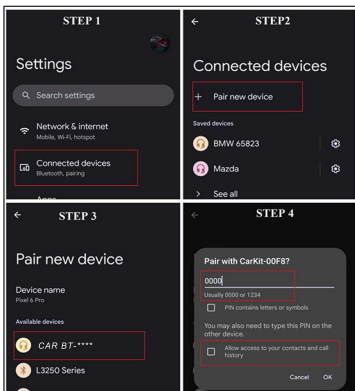 STEP 1
Settings
Search settings
Network & internet
Mobile, Wi-Fi, hotspot
Connected devices
Bluetooth, pairing
Apps
STEP2
Connected devices
+ Pair new device
Saved devices
BMW 65823
Mazda
> See all
STEP 3
Pair new device
Device name
Pixel 6 Pro
Available devices
CAR BT-****
L3250 Series
STEP 4
Pair with CarKit-00F8?
0000
Usually 0000 or 1234
PIN contains letters or symbols
You may also need to type this PIN on the
other device.
Allow access to your contacts and call
history
Cancel OK